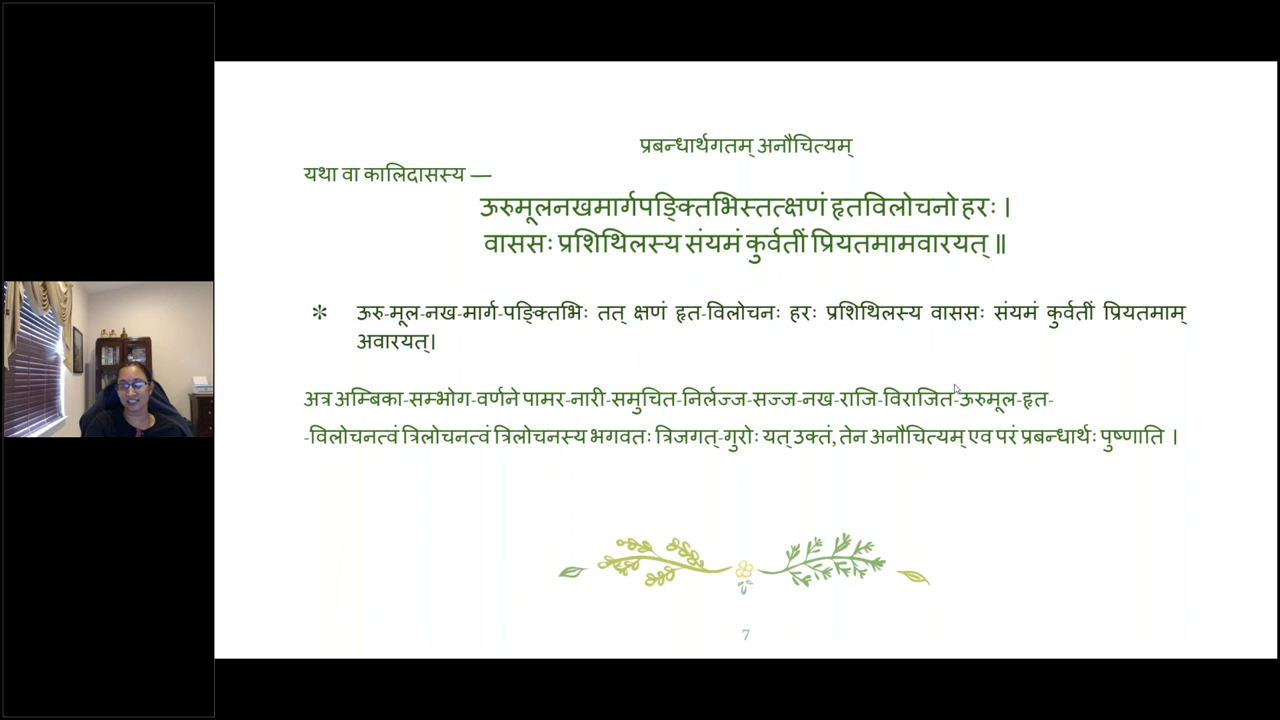 प्रबन्धार्थगतम् अनौचित्यम्
यथा वा कालिदासस्य —
ऊरुमूलनखमार्गपङ्क्तिभिस्तत्क्षणं हृतविलोचनो हरः ।
वाससः प्रशिथिलस्य संयमं कुर्वतीं प्रियतमामवारयत् ॥
* ऊरु-मूल-नख-मार्ग-पङ्क्तिभिः तत् क्षणं हृत-विलोचनः हरः प्रशिथिलस्य वाससः संयमं कुर्वतीं प्रियतमाम्
अवारयत्।
अत्र अम्बिका-सम्भोग-वर्णने पामर-नारी-समुचित-निर्लज्ज-सज्ज-नख-राजि-विराजित-ऊरुमूल-हृत-
-विलोचनत्वं त्रिलोचनत्वं त्रिलोचनस्य भगवतः त्रिजगत्-गुरोः यत् उक्तं, तेन अनौचित्यम् एव परं प्रबन्धार्थः पुष्णाति ।
7